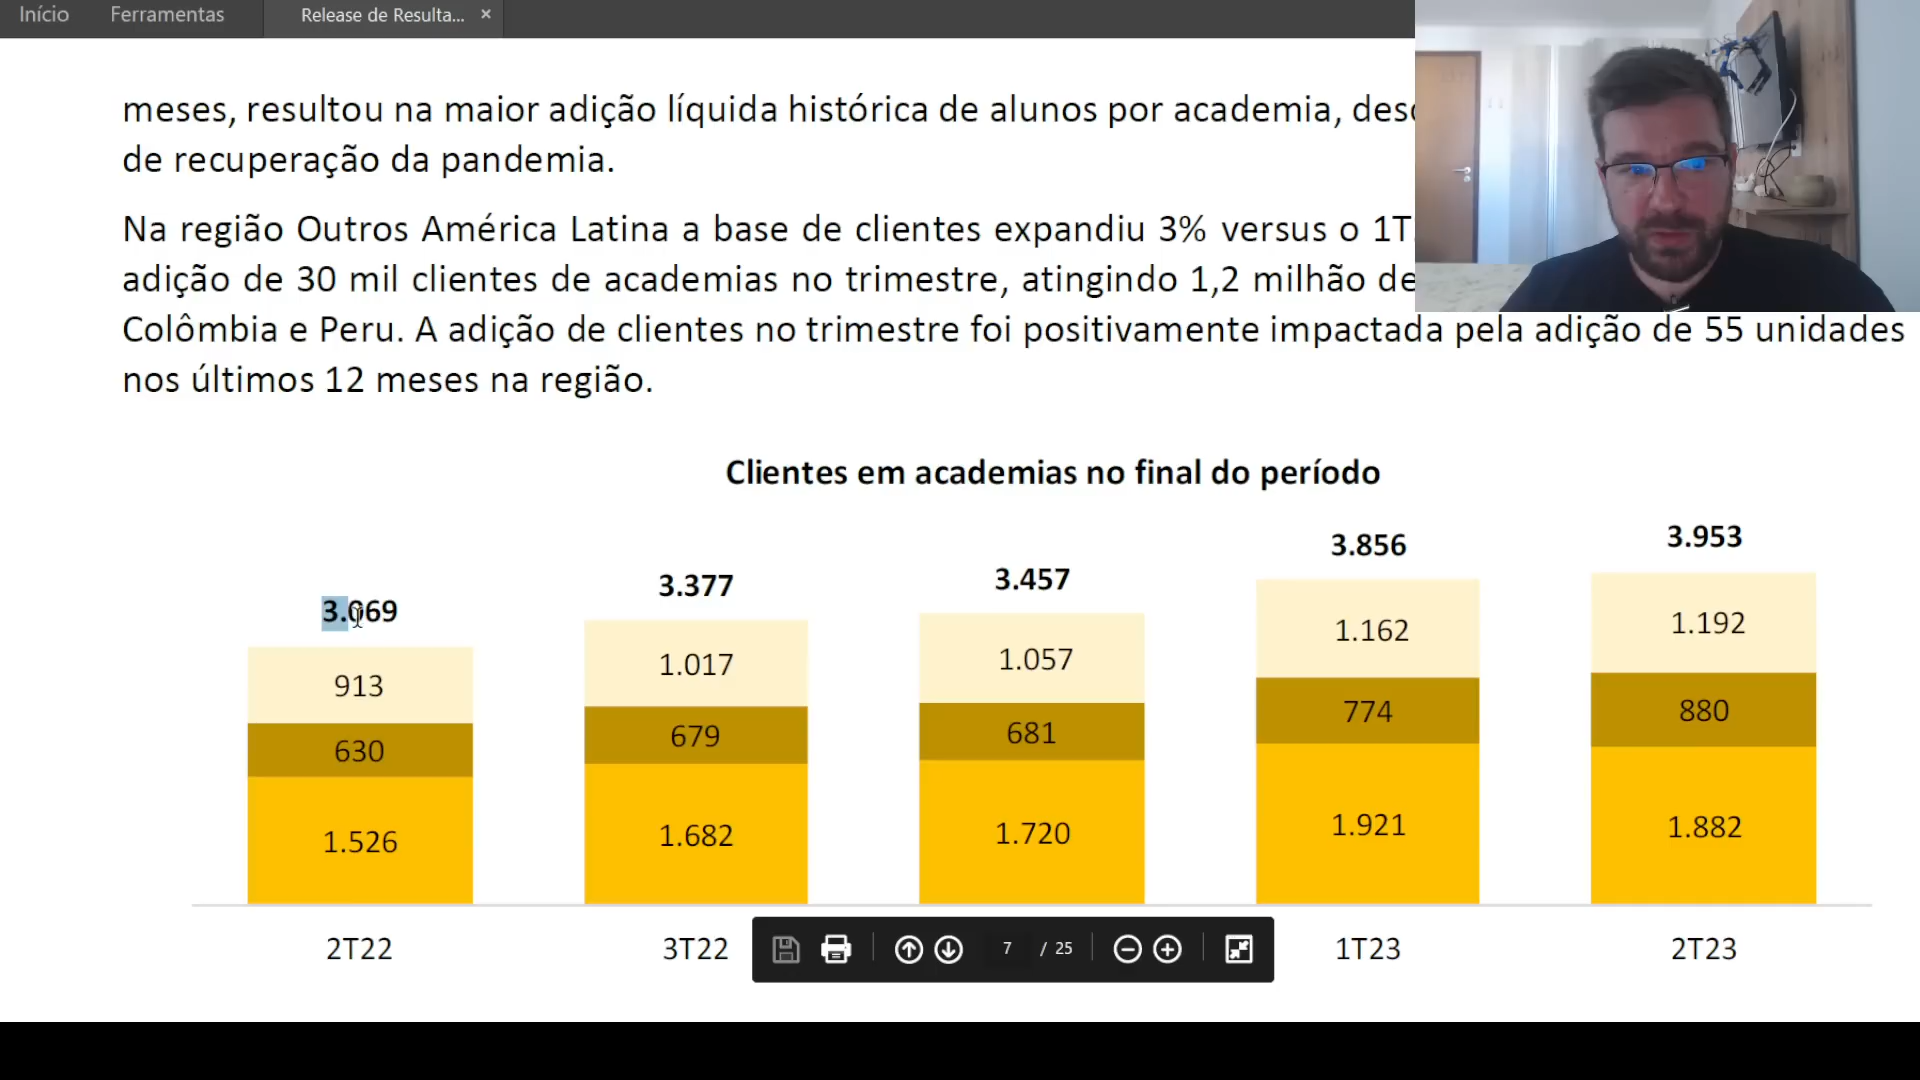 Início Ferramentas Release de Resulta... ×
meses, resultou na maior adição líquida histórica de alunos por academia,
de recuperação da pandemia.
Na região Outros América Latina a base de clientes expandiu 3% versus o
adição de 30 mil clientes de academias no trimestre, atingindo 1,2 milhão de
Colômbia e Peru. A adição de clientes no trimestre foi positivamente impactada pela adição de 55 unidades
nos últimos 12 meses na região.
Clientes em academias no final do período
3.069 3.377 3.457 3.856 3.953
913 1.017 1.057 1.162 1.192
630 679 681 774 880
1.526 1.682 1.720 1.921 1.882
2T22 3T22 1T23 2T23
7 / 25